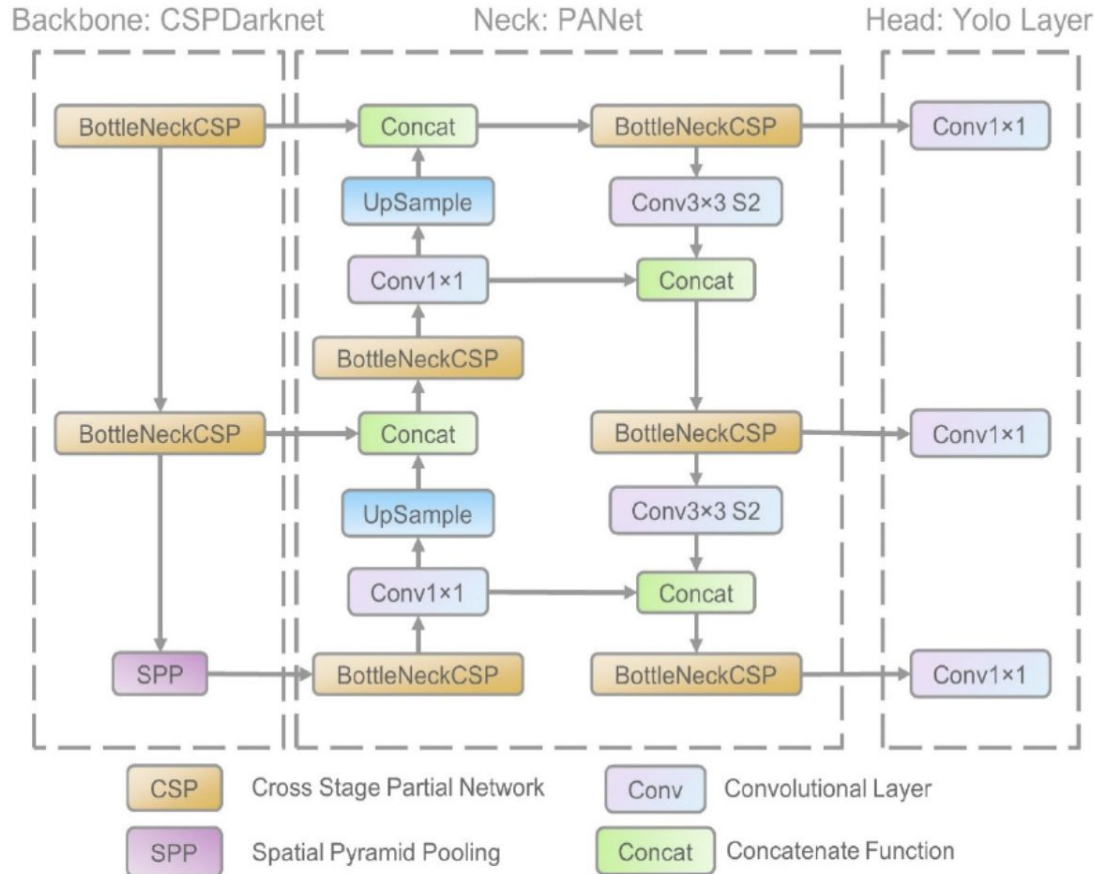 Backbone: CSPDarknet
Neck: PANet
Head: Yolo Layer
BottleNeckCSP
Concat
BottleNeckCSP
Conv1×1
UpSample
Conv3×3 S2
Conv1×1
Concat
BottleNeckCSP
BottleNeckCSP
Concat
BottleNeckCSP
Conv1×1
UpSample
Conv3×3 S2
Conv1×1
Concat
SPP
BottleNeckCSP
BottleNeckCSP
Conv1×1
CSP
Cross Stage Partial Network
Conv
Convolutional Layer
SPP
Spatial Pyramid Pooling
Concat
Concatenate Function